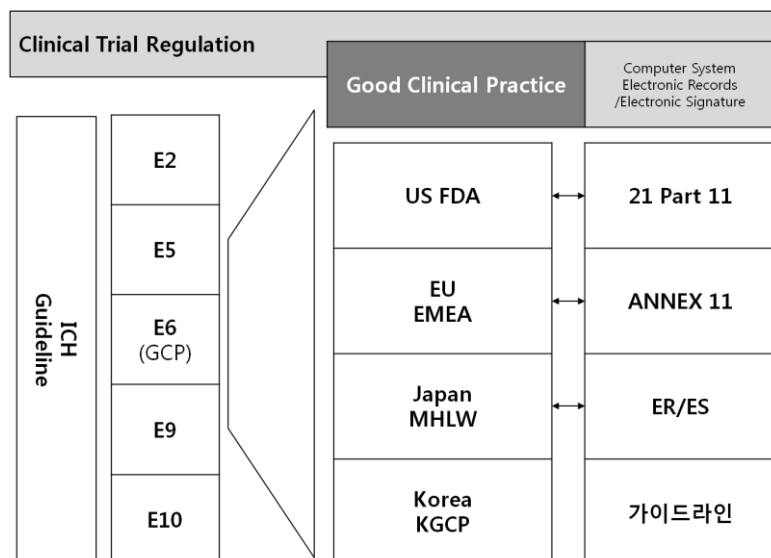 Clinical Trial Regulation
Good Clinical Practice
Computer System
Electronic Records
/Electronic Signature
ICH
Guideline
E2
E5
E6
(GCP)
E9
E10
US FDA
21 Part 11
EU
EMEA
ANNEX 11
Japan
MHLW
ER/ES
Korea
KGCP
가이드라인